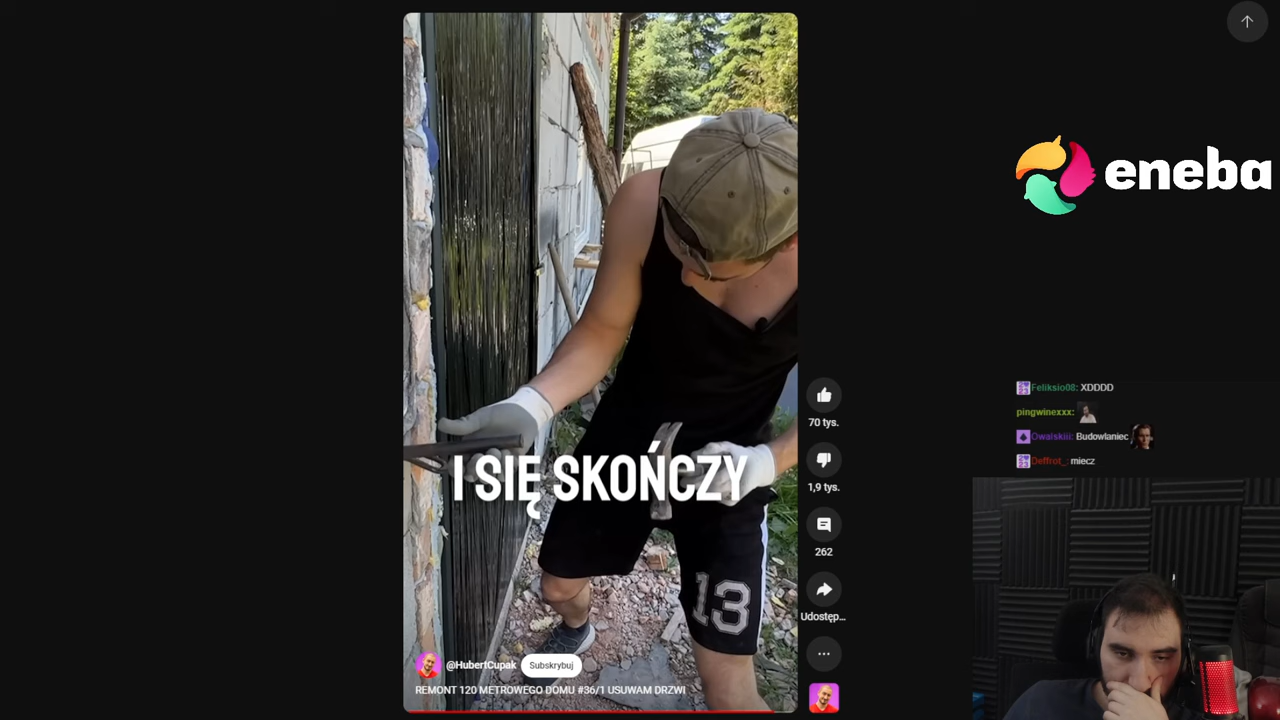 eneba
Feliksio08: XDDDD
pingwinexxx:
Owalskiii: Budowlaniec
Deffrot_: miecz
I SIĘ SKOŃCZY
13
70 tys.
1,9 tys.
262
Udostęp...
@HubertCupak Subskrybuj
REMONT 120 METROWEGO DOMU #36/1 USUWAM DRZWI